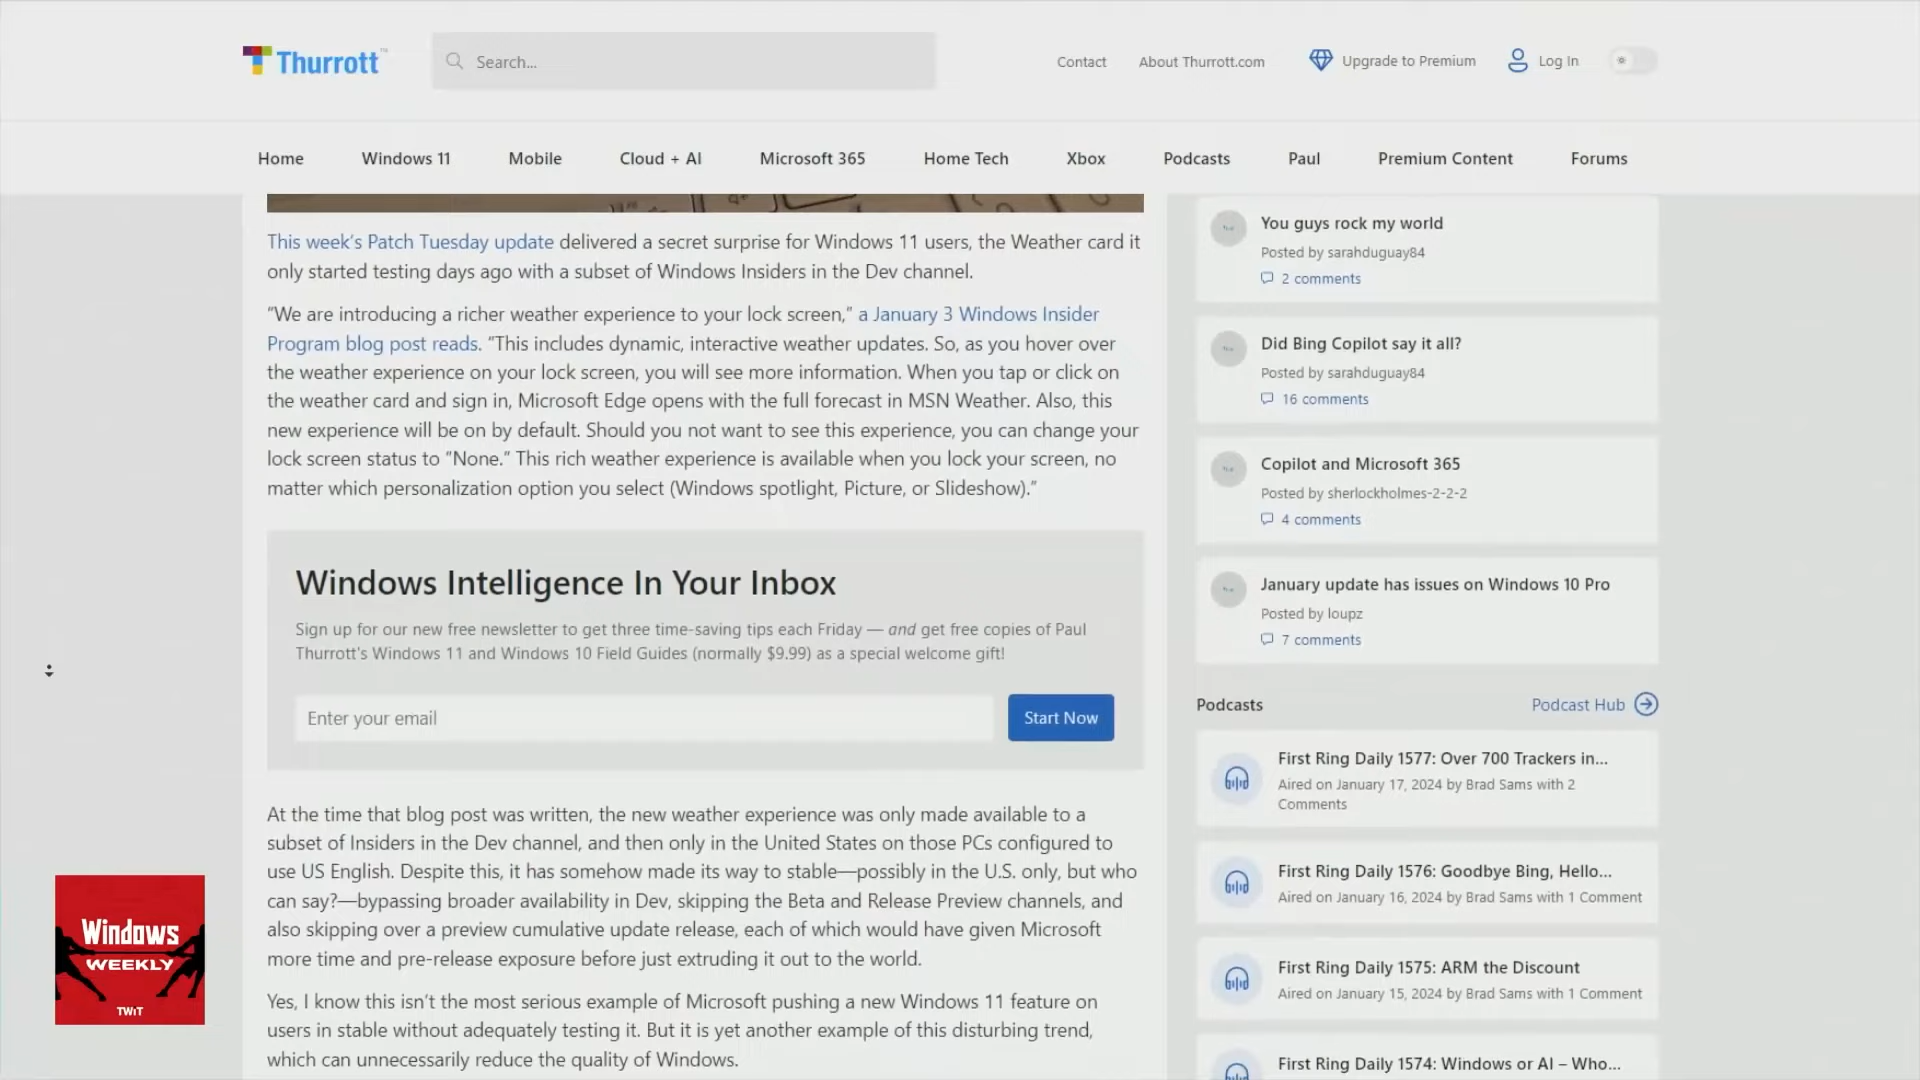 Thurrott
Search...
Contact
About Thurrott.com
Upgrade to Premium
Log In
Home
Windows 11
Mobile
Cloud + AI
Microsoft 365
Home Tech
Xbox
Podcasts
Paul
Premium Content
Forums
This week’s Patch Tuesday update delivered a secret surprise for Windows 11 users, the Weather card it
only started testing days ago with a subset of Windows Insiders in the Dev channel.
“We are introducing a richer weather experience to your lock screen,” a January 3 Windows Insider
Program blog post reads. “This includes dynamic, interactive weather updates. So, as you hover over
the weather experience on your lock screen, you will see more information. When you tap or click on
the weather card and sign in, Microsoft Edge opens with the full forecast in MSN Weather. Also, this
new experience will be on by default. Should you not want to see this experience, you can change your
lock screen status to “None.” This rich weather experience is available when you lock your screen, no
matter which personalization option you select (Windows spotlight, Picture, or Slideshow).”
Windows Intelligence In Your Inbox
Sign up for our new free newsletter to get three time-saving tips each Friday — and get free copies of Paul
Thurrott's Windows 11 and Windows 10 Field Guides (normally $9.99) as a special welcome gift!
Enter your email
Start Now
At the time that blog post was written, the new weather experience was only made available to a
subset of Insiders in the Dev channel, and then only in the United States on those PCs configured to
use US English. Despite this, it has somehow made its way to stable—possibly in the U.S. only, but who
can say?—bypassing broader availability in Dev, skipping the Beta and Release Preview channels, and
also skipping over a preview cumulative update release, each of which would have given Microsoft
more time and pre-release exposure before just extruding it out to the world.
Yes, I know this isn’t the most serious example of Microsoft pushing a new Windows 11 feature on
users in stable without adequately testing it. But it is yet another example of this disturbing trend,
which can unnecessarily reduce the quality of Windows.
You guys rock my world
Posted by sarahduguay84
2 comments
Did Bing Copilot say it all?
Posted by sarahduguay84
16 comments
Copilot and Microsoft 365
Posted by sherlockholmes-2-2-2
4 comments
January update has issues on Windows 10 Pro
Posted by loupz
7 comments
Podcasts
Podcast Hub
First Ring Daily 1577: Over 700 Trackers in...
Aired on January 17, 2024 by Brad Sams with 2
Comments
First Ring Daily 1576: Goodbye Bing, Hello...
Aired on January 16, 2024 by Brad Sams with 1 Comment
First Ring Daily 1575: ARM the Discount
Aired on January 15, 2024 by Brad Sams with 1 Comment
First Ring Daily 1574: Windows or AI – Who...
Windows
WEEKLY
TWiT